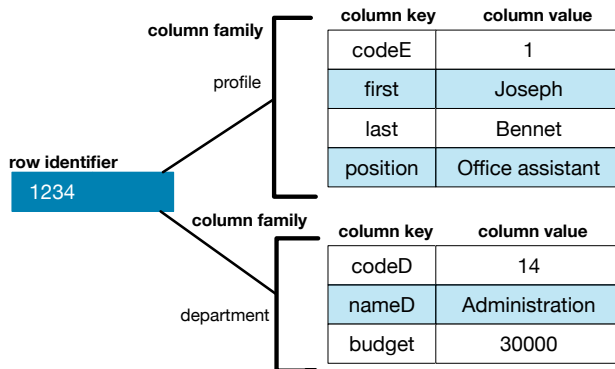 column family
column key column value
codeE 1
profile
first Joseph
last Bennet
position Office assistant
row identifier
1234
column family
column key column value
codeD 14
nameD Administration
department
budget 30000